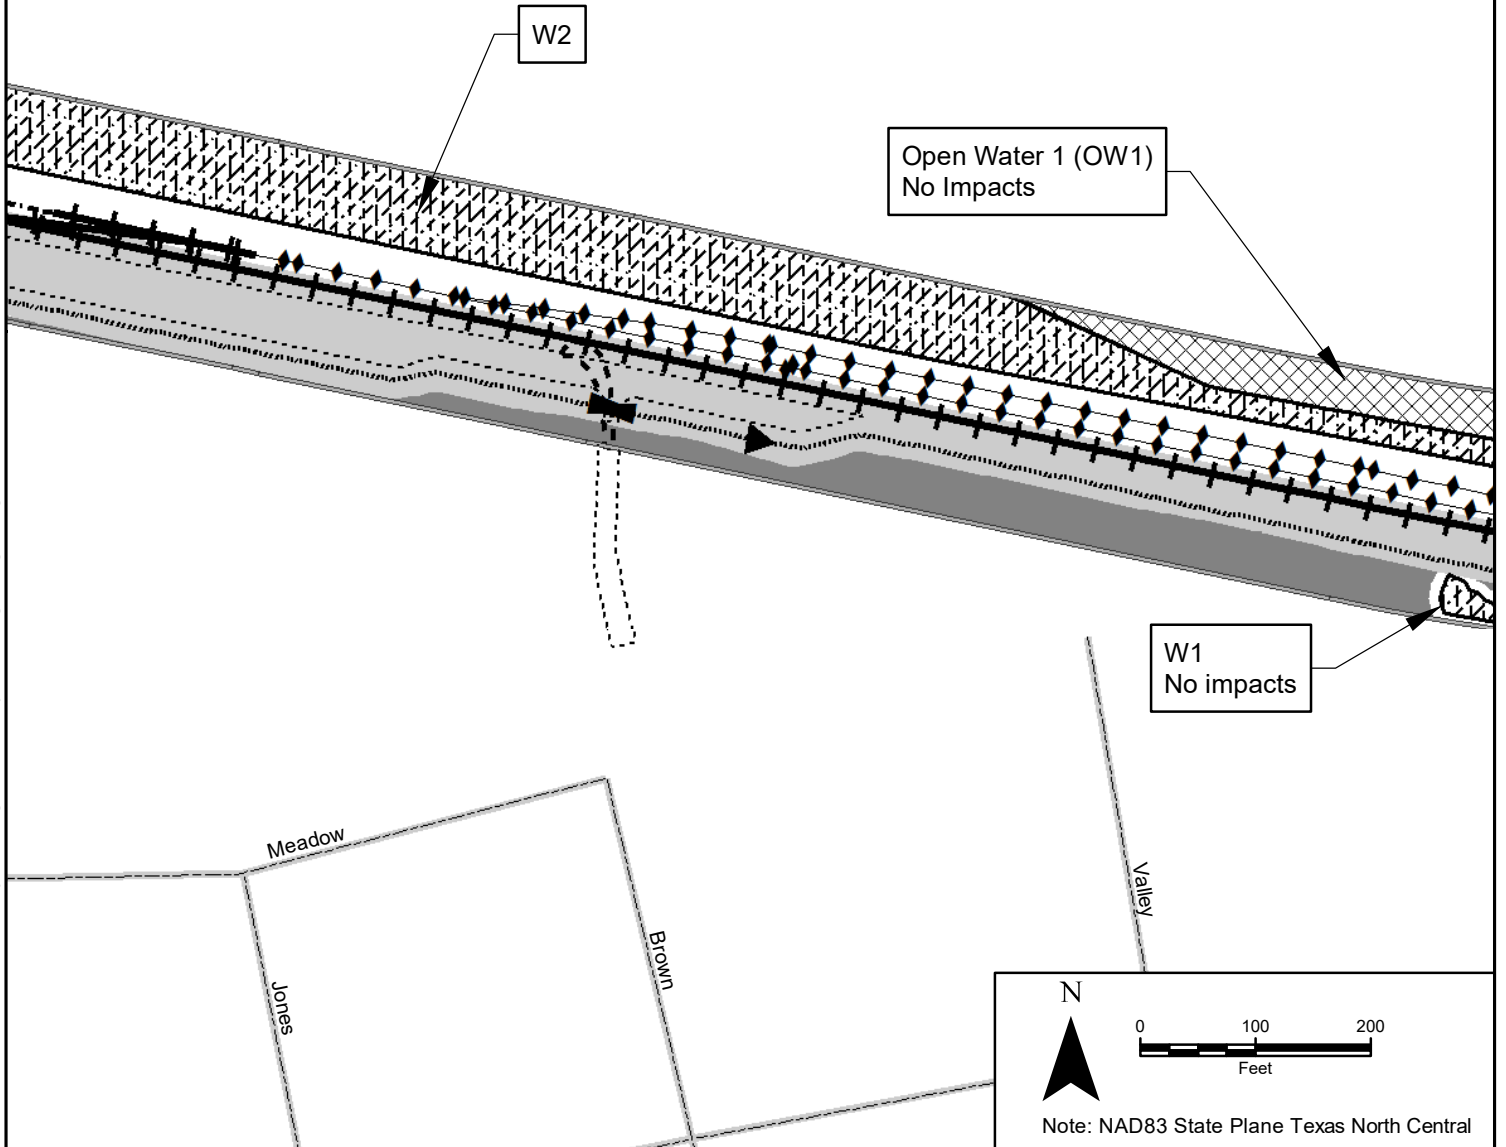 W2
Open Water 1 (OW1)
No Impacts
W1
No impacts
Meadow
Valley
Brown
Jones
N
0 100 200
Feet
Note: NAD83 State Plane Texas North Central